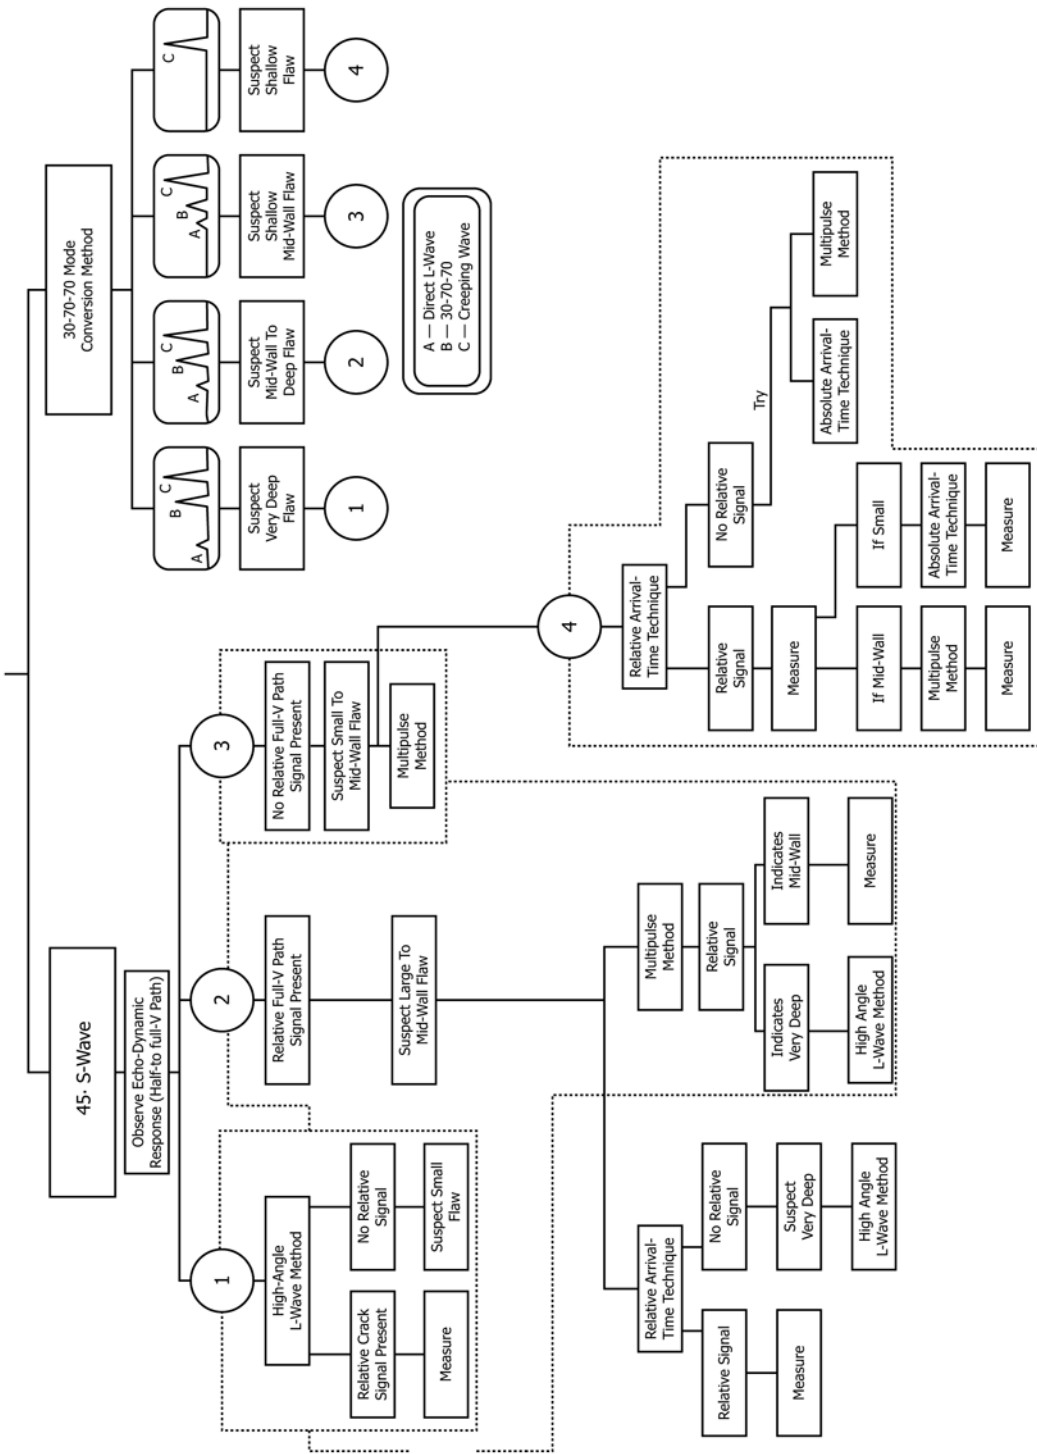 45· S-Wave
Observe Echo-Dynamic
Response (Half-to full-V Path)
1
High-Angle
L-Wave Method
Relative Crack
Signal Present
Measure
No Relative
Signal
Suspect Small
Flaw
2
Relative Full-V Path
Signal Present
Suspect Large To
Mid-Wall Flaw
Relative Arrival-
Time Technique
Relative Signal
Measure
No Relative
Signal
Suspect
Very Deep
High Angle
L-Wave Method
Multipulse
Method
Relative
Signal
Indicates
Very Deep
High Angle
L-Wave Method
Indicates
Mid-Wall
Measure
3
No Relative Full-V Path
Signal Present
Suspect Small To
Mid-Wall Flaw
Multipulse
Method
4
Relative Arrival-
Time Technique
Relative
Signal
Measure
If Mid-Wall
Multipulse
Method
Measure
If Small
Absolute Arrival-
Time Technique
Measure
No Relative
Signal
Try
Absolute Arrival-
Time Technique
Multipulse
Method
30-70-70 Mode
Conversion Method
A B C
Suspect
Very Deep
Flaw
1
A B C
Suspect
Mid-Wall To
Deep Flaw
2
A B C
Suspect
Shallow
Mid-Wall Flaw
3
C
Suspect
Shallow
Flaw
4
A — Direct L-Wave
B — 30-70-70
C — Creeping Wave